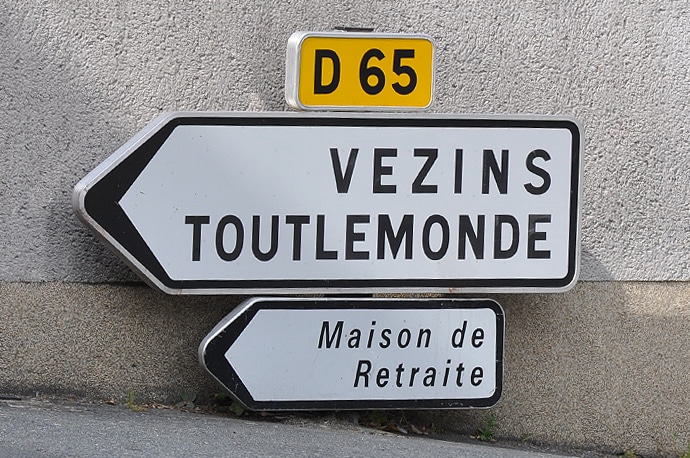 D 65
VEZINS
TOUTLEMONDE
Maison de
Retraite